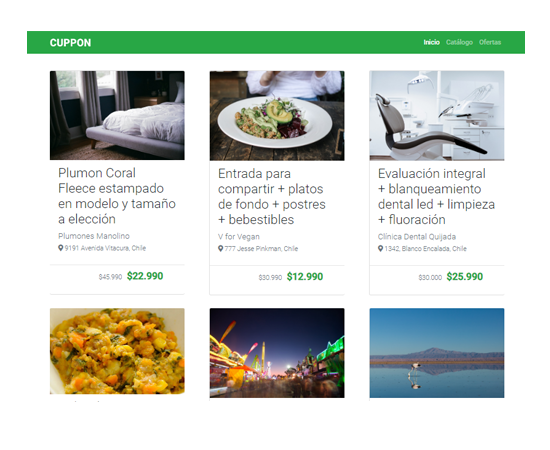 CUPPON
Inicio Catálogo Ofertas
Plumon Coral
Fleece estampado
en modelo y tamaño
a elección
Plumones Manolino
9191 Avenida Vitacura, Chile
$45.990 $22.990
Entrada para
compartir + platos
de fondo + postres
+ bebestibles
V for Vegan
777 Jesse Pinkman, Chile
$30.990 $12.990
Evaluación integral
+ blanqueamiento
dental led + limpieza
+ fluoración
Clinica Dental Quijada
1342, Blanco Encalada, Chile
$30.000 $25.990